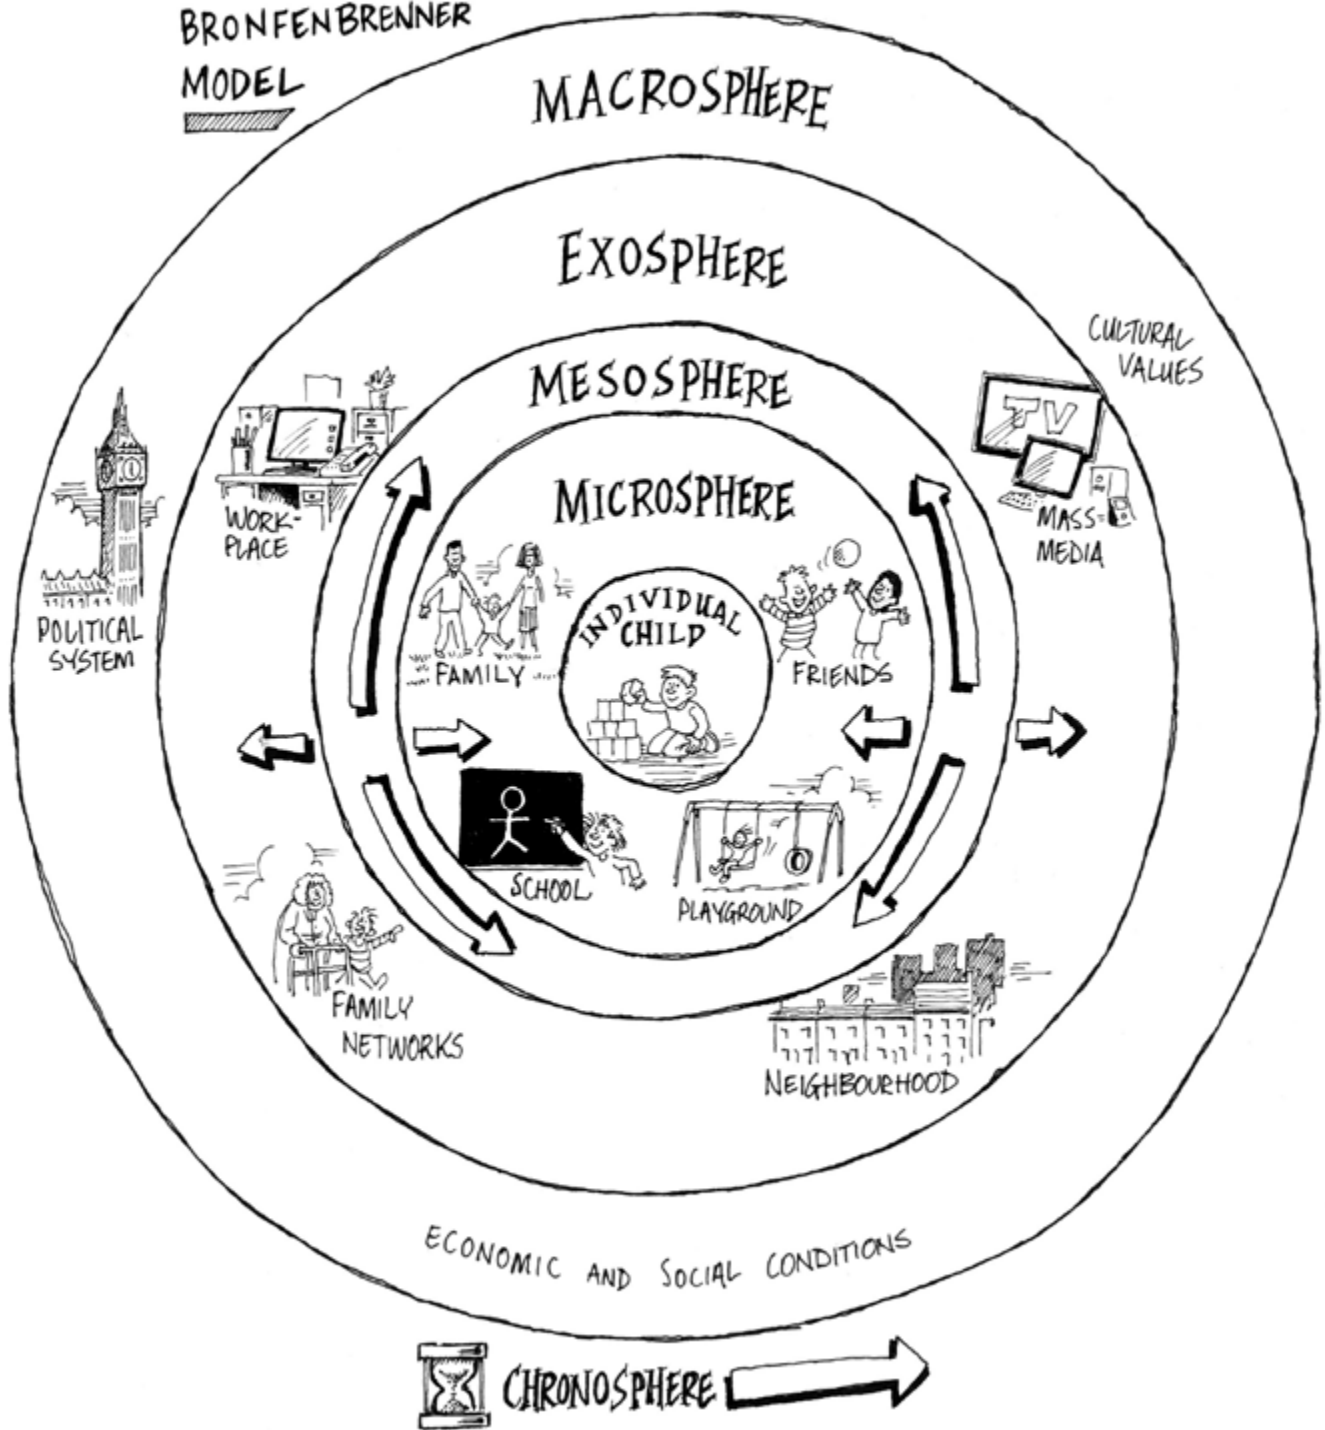 BRONFENBRENNER
MODEL
MACROSPHERE
EXOSPHERE
MESOSPHERE
MICROSPHERE
INDIVIDUAL
CHILD
CULTURAL
VALUES
TV
MASS-
MEDIA
WORK-
PLACE
POLITICAL
SYSTEM
FAMILY
FRIENDS
SCHOOL
PLAYGROUND
FAMILY
NETWORKS
NEIGHBOURHOOD
ECONOMIC AND SOCIAL CONDITIONS
CHRONOSPHERE